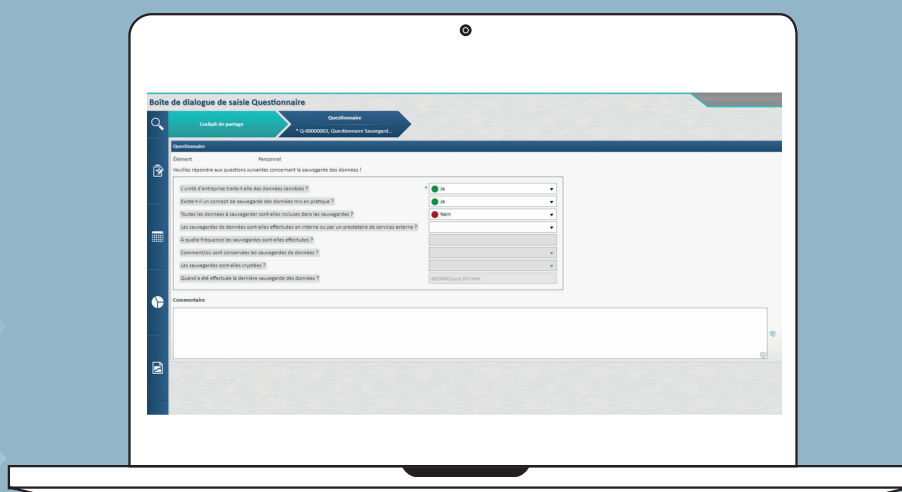 Boîte de dialogue de saisie Questionnaire
Cockpit de partage
Questionnaire
* Q-00000003, Questionnaire Sauvegard...
Questionnaire
Élément Personnel
Veuillez répondre aux questions suivantes concernant la sauvegarde des données !
L'unité d'entreprise traite-t-elle des données sensibles ? * Ja
Existe-t-il un concept de sauvegarde des données mis en pratique ? Ja
Toutes les données à sauvegarder sont-elles incluses dans les sauvegardes ? Nein
Les sauvegardes de données sont-elles effectuées en interne ou par un prestataire de services externe ?
À quelle fréquence les sauvegardes sont-elles effectuées ?
Comment/où sont conservées les sauvegardes de données ?
Les sauvegardes sont-elles cryptées ?
Quand a été effectuée la dernière sauvegarde des données ?
Commentaire